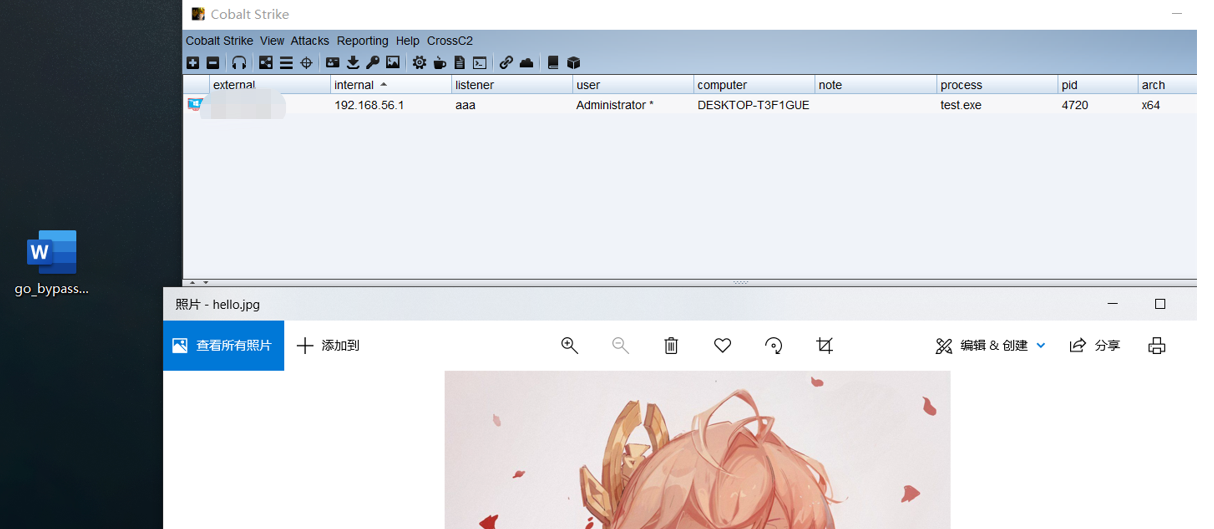 Cobalt Strike
Cobalt Strike View Attacks Reporting Help CrossC2
external internal listener user computer note process pid arch
192.168.56.1 aaa Administrator * DESKTOP-T3F1GUE test.exe 4720 x64
go_bypass...
照片 - hello.jpg
查看所有照片 添加到 编辑 & 创建 分享